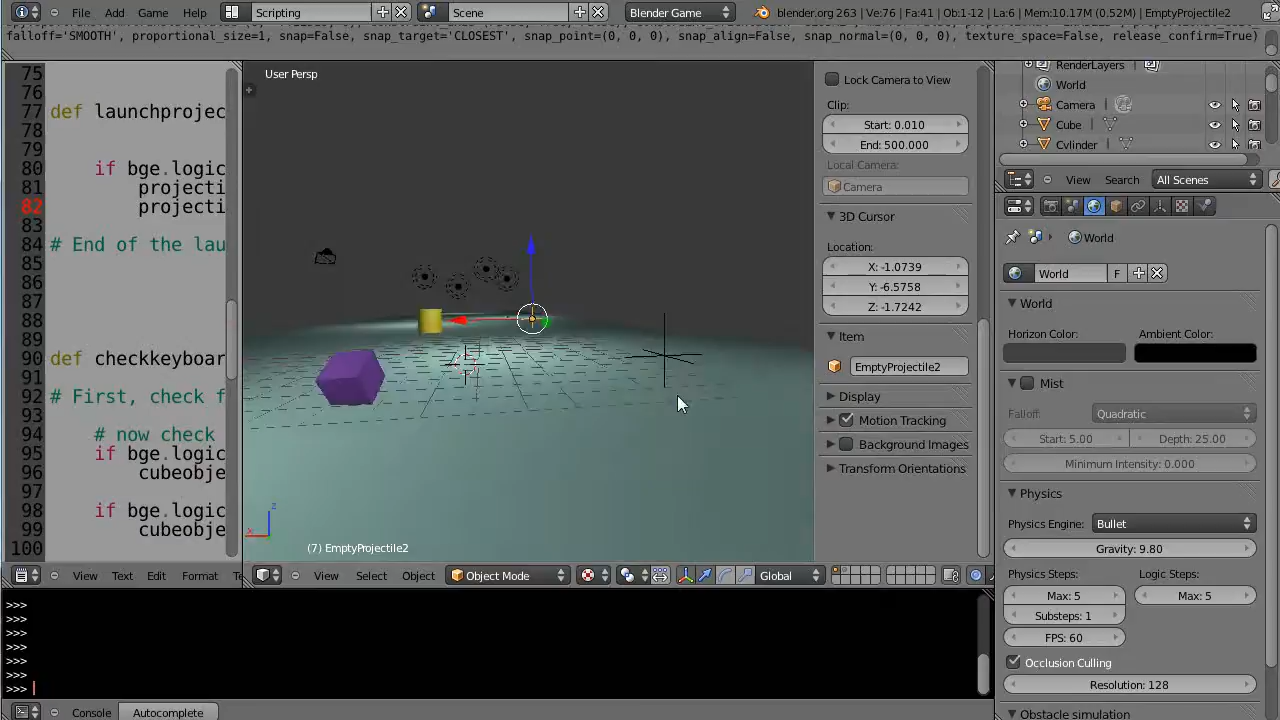 File Add Game Help Scripting Scene Blender Game blender.org 263 | Ve:76 | Fa:41 | Ob:1-12 | La:6 | Mem:10.17M (0.52M) | EmptyProjectile2
falloff='SMOOTH', proportional_size=1, snap=False, snap_target='CLOSEST', snap_point=(0, 0, 0), snap_align=False, snap_normal=(0, 0, 0), texture_space=False, release_confirm=True)
75
76
77 def launchprojec
78
79
80 if bge.logic
81 projecti
82 projecti
83
84 # End of the lau
85
86
87
88
89
90 def checkkeyboar
91
92 # First, check f
93
94 # now check
95 if bge.logic
96 cubeobje
97
98 if bge.logic
99 cubeobje
100
View Text Edit Format Te
User Persp
z
x
(7) EmptyProjectile2
View Select Object Object Mode Global
Lock Camera to View
Clip:
Start: 0.010
End: 500.000
Local Camera:
Camera
3D Cursor
Location:
X: -1.0739
Y: -6.5758
Z: -1.7242
Item
EmptyProjectile2
Display
Motion Tracking
Background Images
Transform Orientations
RenderLayers
World
Camera
Cube
Cylinder
View Search All Scenes
World
World F
World
Horizon Color: Ambient Color:
Mist
Falloff: Quadratic
Start: 5.00 Depth: 25.00
Minimum Intensity: 0.000
Physics
Physics Engine: Bullet
Gravity: 9.80
Physics Steps: Logic Steps:
Max: 5 Max: 5
Substeps: 1
FPS: 60
Occlusion Culling
Resolution: 128
Obstacle simulation
>>>
>>>
>>>
>>>
>>>
>>>
>>>
Console Autocomplete